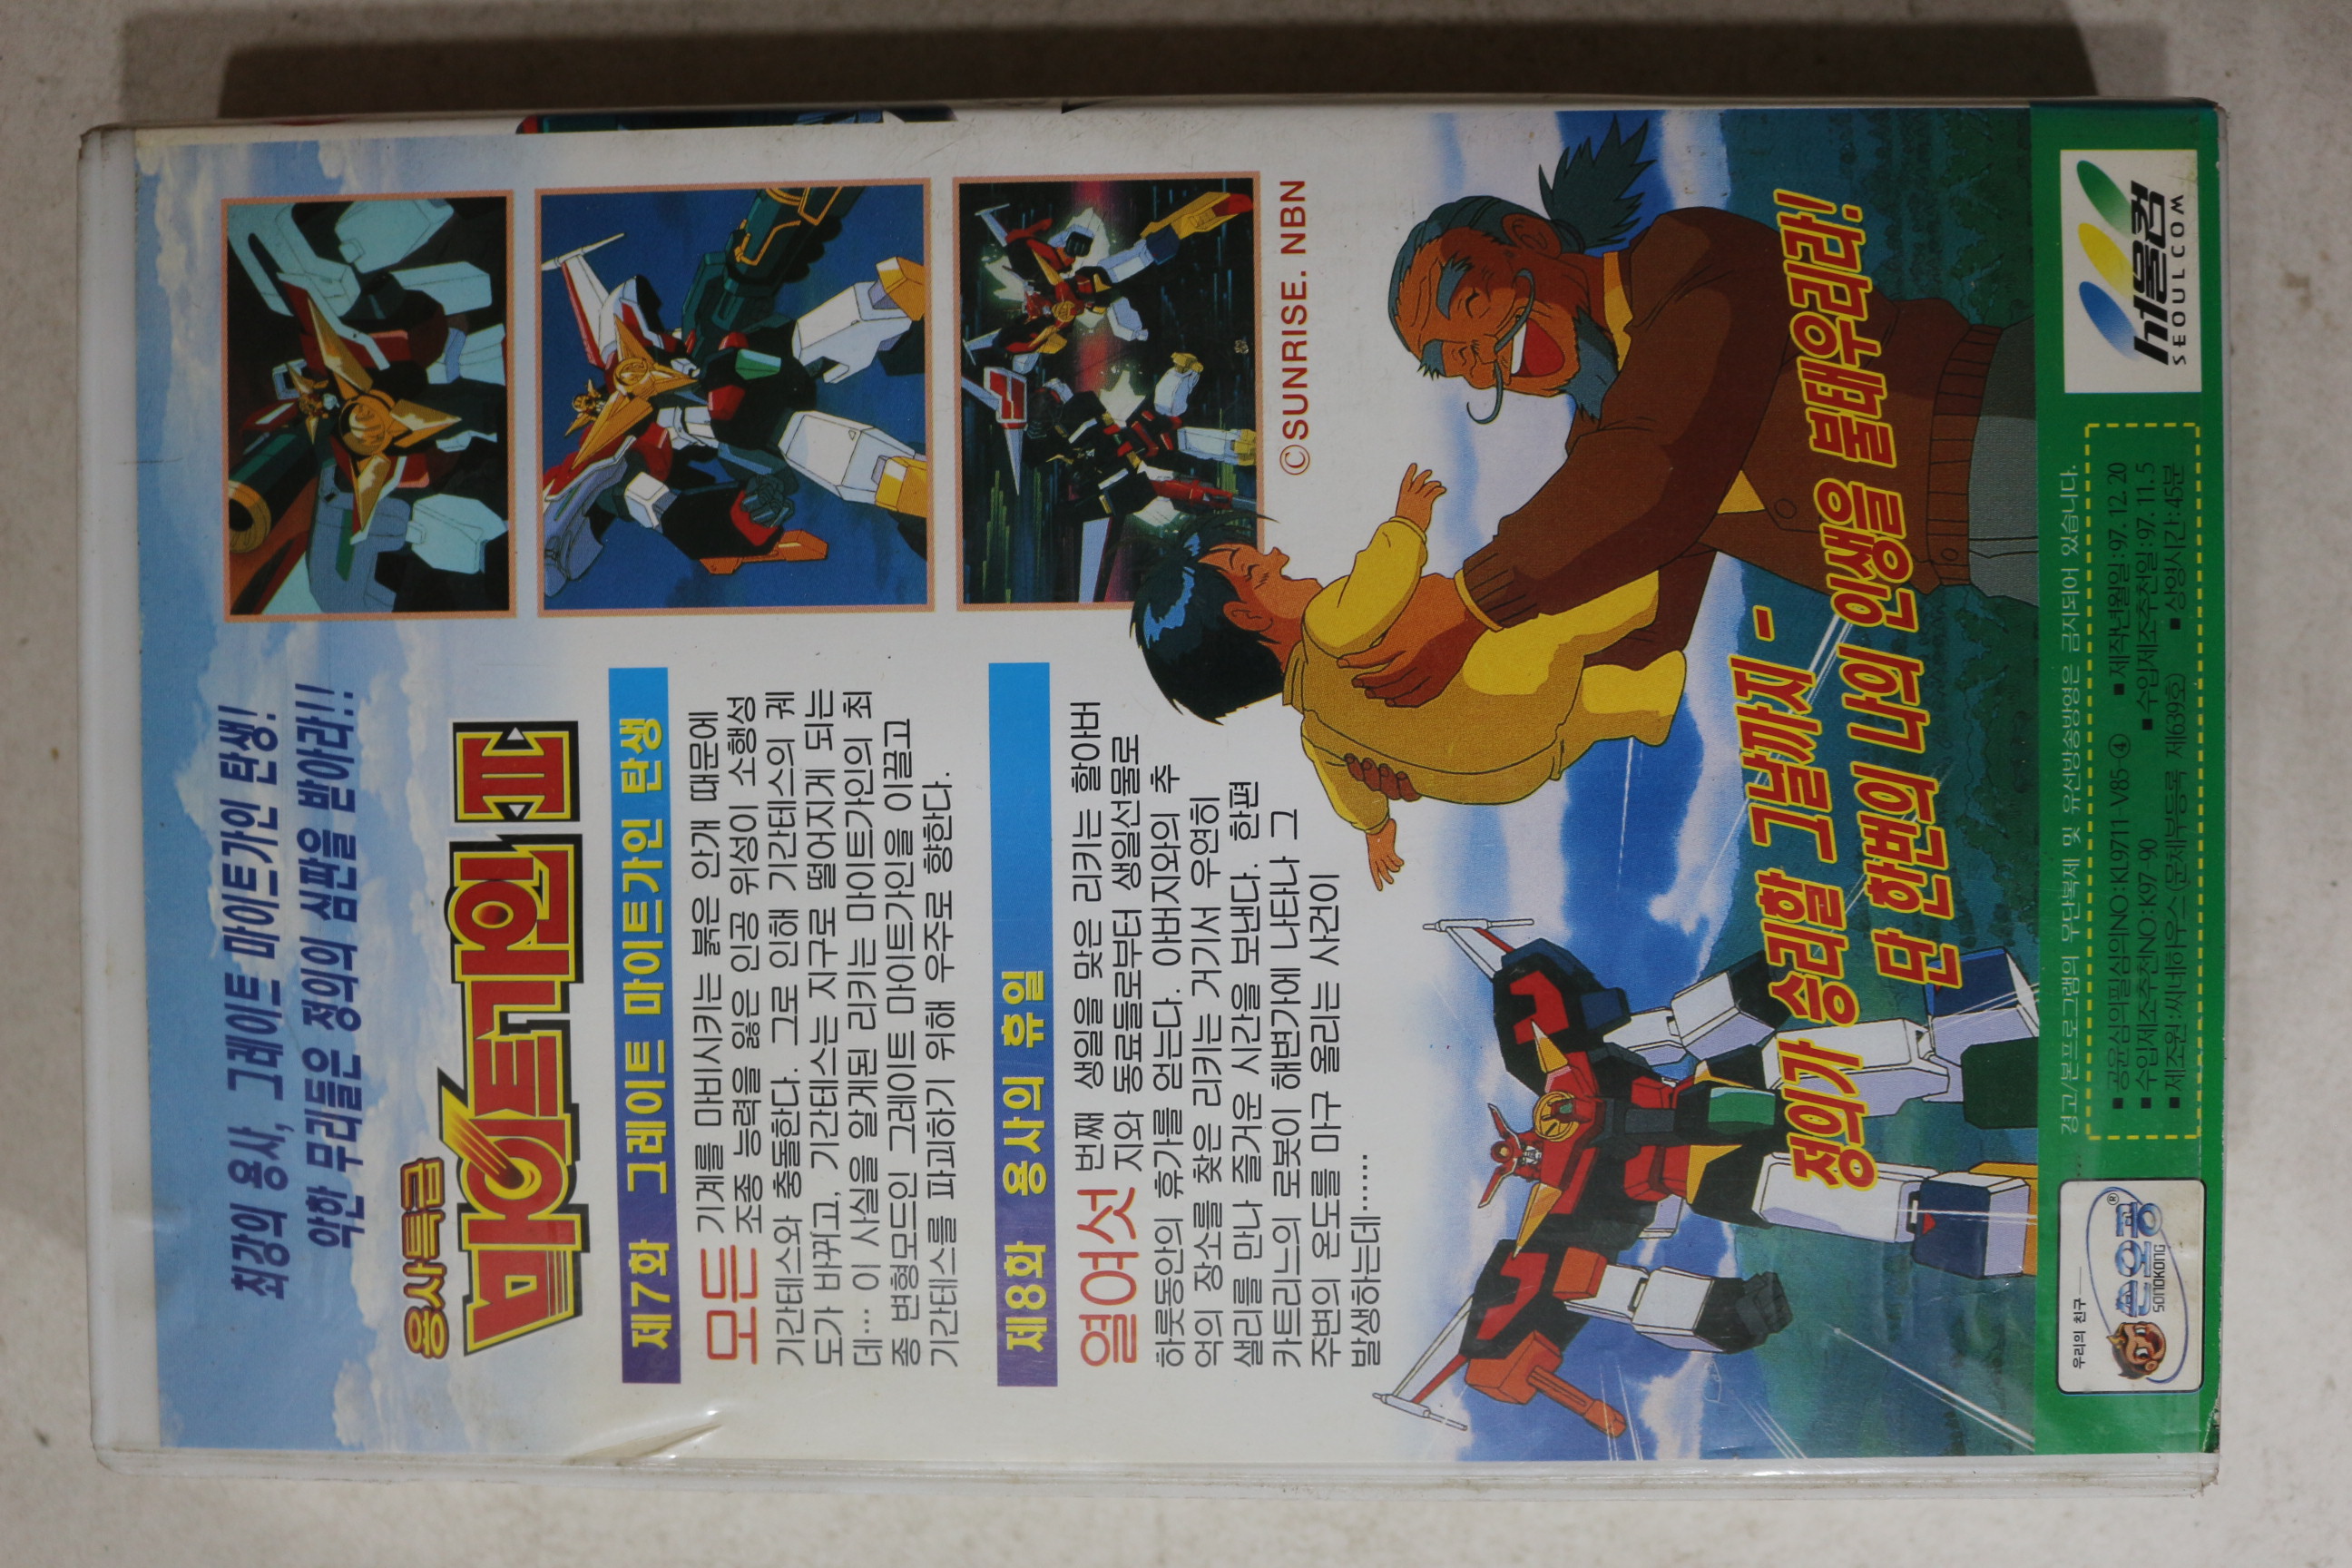 최강의 용사, 그레이트 마이트가인 탄생!
악한 무리들은 정의의 심판을 받아라!!
용사특급
마이트가인 III
제7화 그레이트 마이트가인 탄생
모든 기계를 마비시키는 붉은 안개 때문에
조종 능력을 잃은 인공 위성이 소행성
기간테스와 충돌한다. 그로 인해 기간테스의 궤
도가 바뀌고, 기간테스는 지구로 떨어지게 되는
데… 이 사실을 알게된 리키는 마이트가인의 최
종 변형모드인 그레이트 마이트가인을 이끌고
기간테스를 파괴하기 위해 우주로 향한다.
제8화 용사의 휴일
열여섯 번째 생일을 맞은 리키는 할아버
지와 동료들로부터 생일선물로
하룻동안의 휴가를 얻는다. 아버지와의 추
억의 장소를 찾은 리키는 거기서 우연히
샐리를 만나 즐거운 시간을 보낸다. 한편
카트리느의 로봇이 해변가에 나타나 그
주변의 온도를 마구 올리는 사건이
발생하는데……
©SUNRISE. NBN
정의가 승리할 그날까지 -
단 한번의 나의 인생을 불태우리라!
경고/본프로그램의 무단복제 및 유선방송방영은 금지되어 있습니다.
■ 공윤심의필심의NO:KL9711-V85-④ ■ 제작년월일:97. 12. 20
■ 수입제조추천NO:K97- 90 ■ 수입제조추천일:97. 11. 5
■ 제조원:씨네하우스 (문체부등록 제639호) ■ 상영시간:45분
우리의 친구
손오공®
SONOKONG
서울컴
SEOULCOM